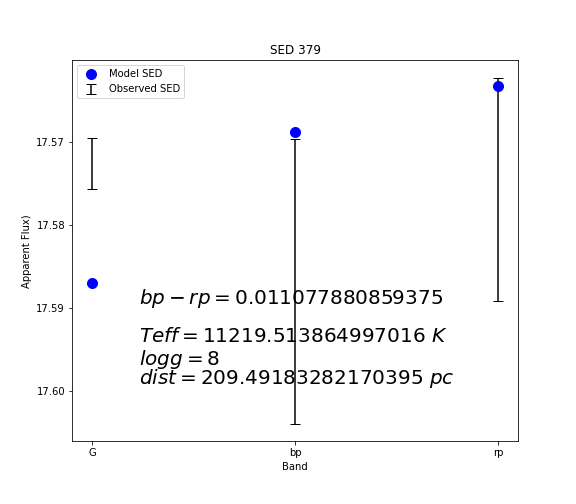 SED 379
Model SED
Observed SED
17.57
17.58
17.59
17.60
Apparent Flux)
bp − rp = 0.011077880859375
Teff = 11219.513864997016 K
logg = 8
dist = 209.49183282170395 pc
G bp rp
Band